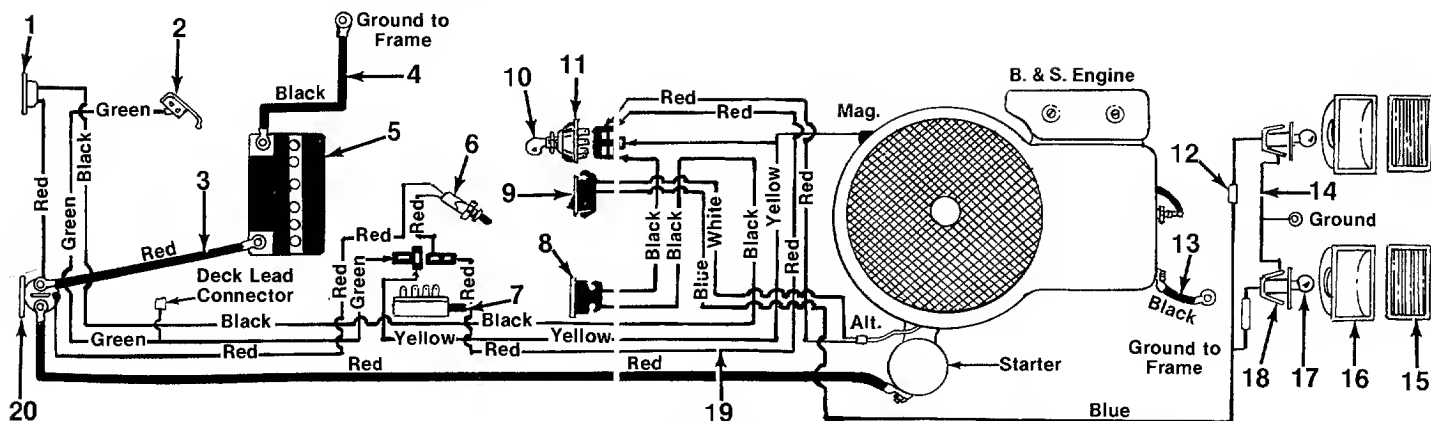 1
2
Ground to
Frame
4
Black
Green
5
Red
Black
Green
3
Red
Deck Lead
Connector
20
Black
Green
Red
Red
6
Red
Red
Green
Red
Red
7
Yellow
Red
10
11
Red
Red
9
8
Black
Black
White
Blue
Black
Yellow
Red
Red
Black
Yellow
Red
19
Mag.
Alt.
B. & S. Engine
Starter
13
Black
Ground to
Frame
Blue
12
14
Ground
18
17
16
15